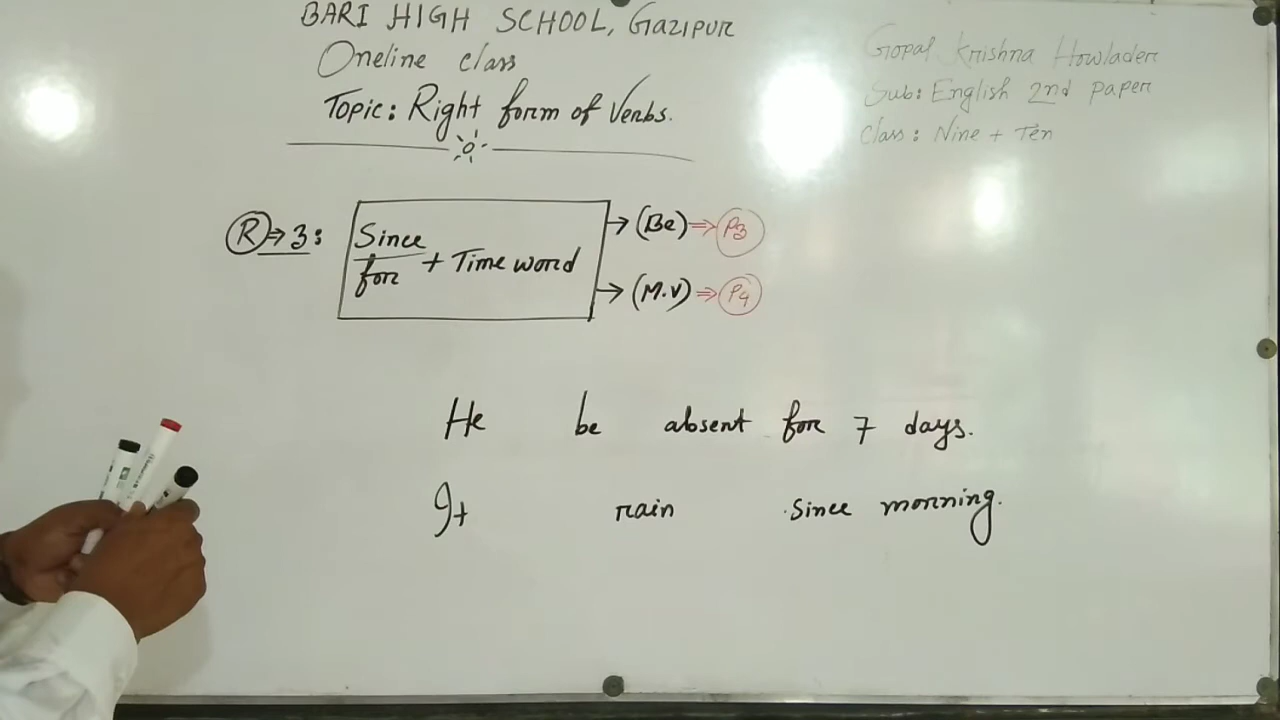 BARI HIGH SCHOOL, Gazipur
Oneline class
Topic: Right form of Verbs.
Gopal Krishna Howlader
Sub: English 2nd paper
Class: Nine + Ten
R ⇒ 3: Since / for + Time word
→ (Be) ⇒ P3
→ (M.V) ⇒ P4
He be absent for 7 days.
It rain since morning.